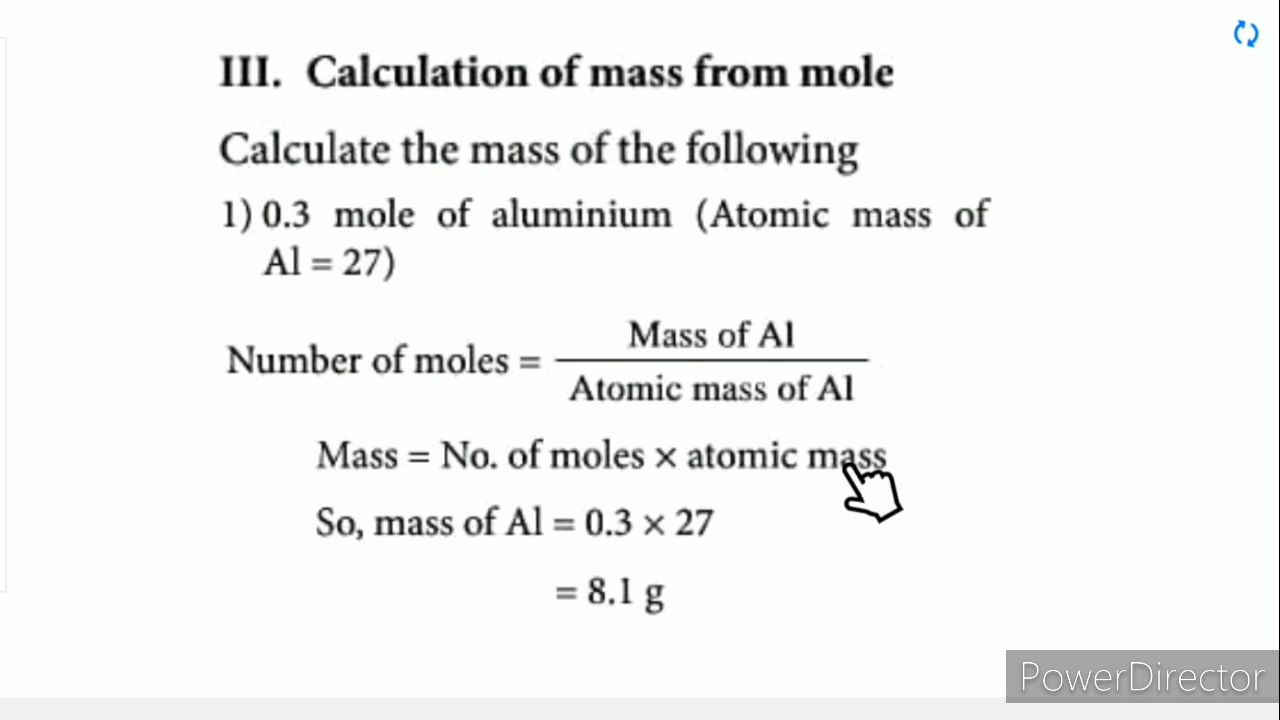 III. Calculation of mass from mole
Calculate the mass of the following
1) 0.3 mole of aluminium (Atomic mass of
Al = 27)
Number of moles = Mass of Al
Atomic mass of Al
Mass = No. of moles × atomic mass
So, mass of Al = 0.3 × 27
= 8.1 g
PowerDirector